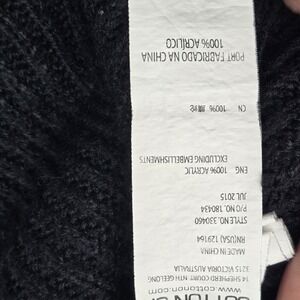 COTTON
www.cottonon.com
14 SHEPHERD COURT, NTH GEELONG
3215 VICTORIA AUSTRALIA
MADE IN CHINA
RN(USA) 129164
STYLE NO. 330460
P/O NO. 180434
JUL 2015
ENG 100% ACRYLIC
EXCLUDING EMBELLISHMENTS
CN 100% 腈纶
PORT FABRICADO NA CHINA
100% ACRÍLICO